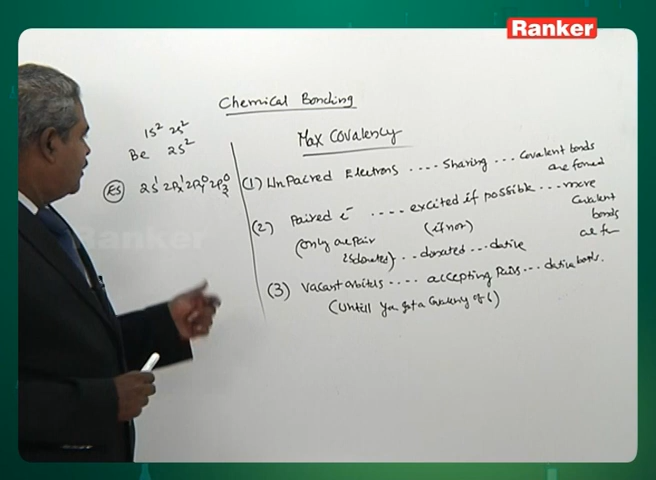 Ranker
Chemical Bonding
1S² 2S²
Be 2S²
ES 2S¹ 2Px¹ 2Py⁰ 2Pz⁰
Max Covalency
(1) UnPaired Electrons .... Sharing ... Covalent bonds
are formed
(2) Paired e⁻ .... excited if possible ... more
Covalent
bonds
are
(only one pair
is donated) .. donated ... dative
(if not)
(3) Vacant orbitals .... accepting Pairs ... dative bonds.
(Untill You get a Covalency of
Ranker